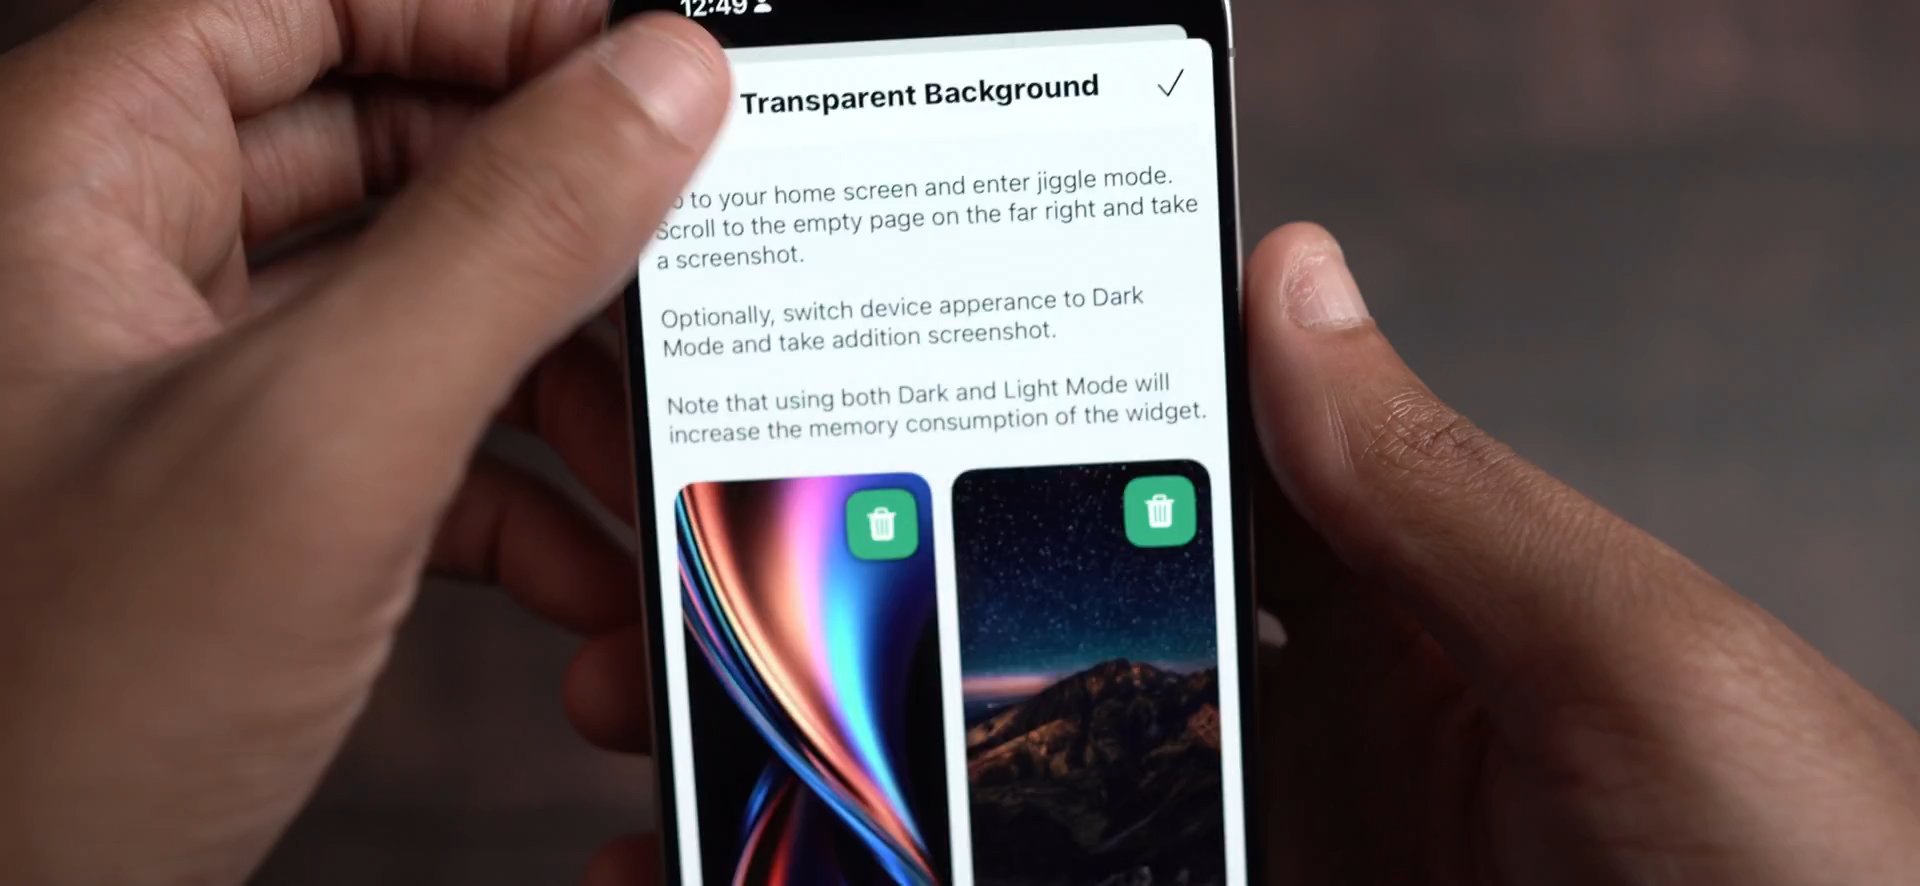 12:49
Transparent Background
to your home screen and enter jiggle mode.
Scroll to the empty page on the far right and take
a screenshot.
Optionally, switch device apperance to Dark
Mode and take addition screenshot.
Note that using both Dark and Light Mode will
increase the memory consumption of the widget.